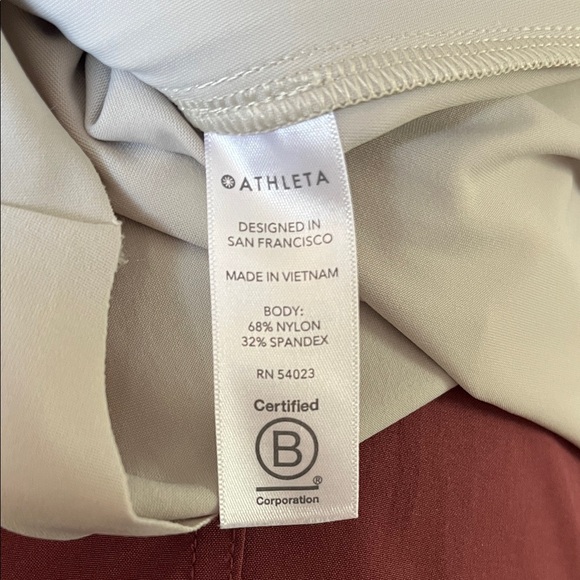 ATHLETA
DESIGNED IN
SAN FRANCISCO
MADE IN VIETNAM
BODY:
68% NYLON
32% SPANDEX
RN 54023
Certified
B
®
Corporation